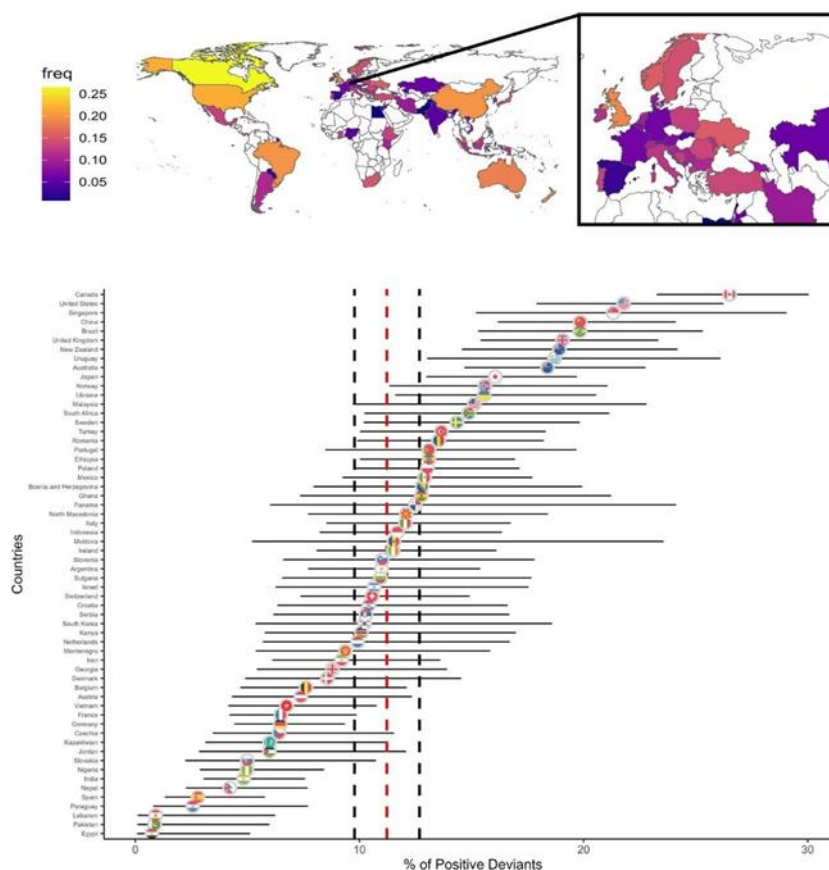 freq
0.25
0.20
0.15
0.10
0.05
Canada
United States
Singapore
China
Brazil
United Kingdom
New Zealand
Uruguay
Australia
Japan
Norway
Ukraine
Malaysia
South Africa
Sweden
Turkey
Romania
Portugal
Ethiopia
Poland
Mexico
Bosnia and Herzegovina
Ghana
Panama
North Macedonia
Italy
Indonesia
Moldova
Ireland
Slovenia
Argentina
Bulgaria
Israel
Switzerland
Croatia
Serbia
South Korea
Kenya
Netherlands
Montenegro
Iran
Georgia
Denmark
Belgium
Austria
Vietnam
France
Germany
Czechia
Kazakhstan
Jordan
Slovakia
Nigeria
India
Nepal
Spain
Paraguay
Lebanon
Pakistan
Egypt
Countries
0 10 20 30
% of Positive Deviants